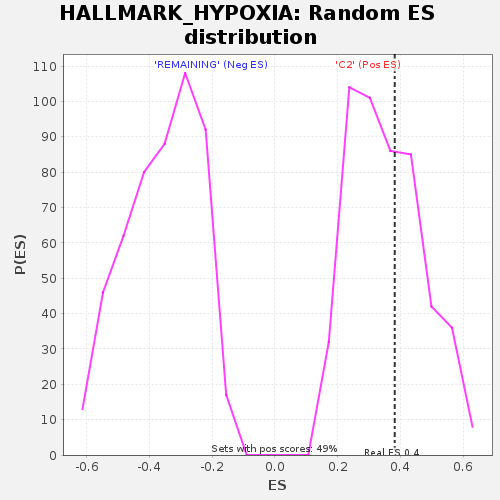 HALLMARK_HYPOXIA: Random ES
distribution
'REMAINING' (Neg ES)
'C2' (Pos ES)
110
100
90
80
70
60
50
40
30
20
10
0
P(ES)
Sets with pos scores: 49%
Real ES 0.4
-0.6
-0.4
-0.2
0.0
0.2
0.4
0.6
ES